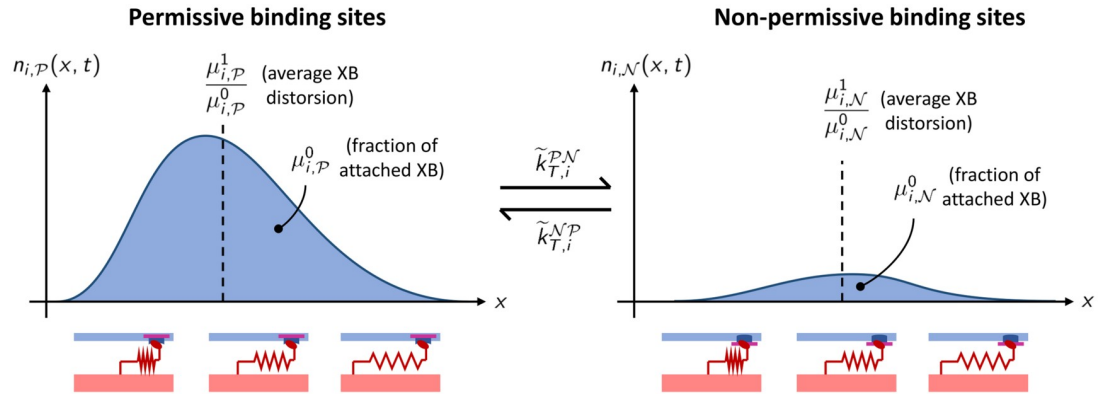 Permissive binding sites
n_{i,𝒫}(x, t)
μ^1_{i,𝒫} / μ^0_{i,𝒫}
(average XB
distorsion)
μ^0_{i,𝒫}
(fraction of
attached XB)
x
k̃^{𝒫𝒩}_{T,i}
k̃^{𝒩𝒫}_{T,i}
Non-permissive binding sites
n_{i,𝒩}(x, t)
μ^1_{i,𝒩} / μ^0_{i,𝒩}
(average XB
distorsion)
μ^0_{i,𝒩}
(fraction of
attached XB)
x